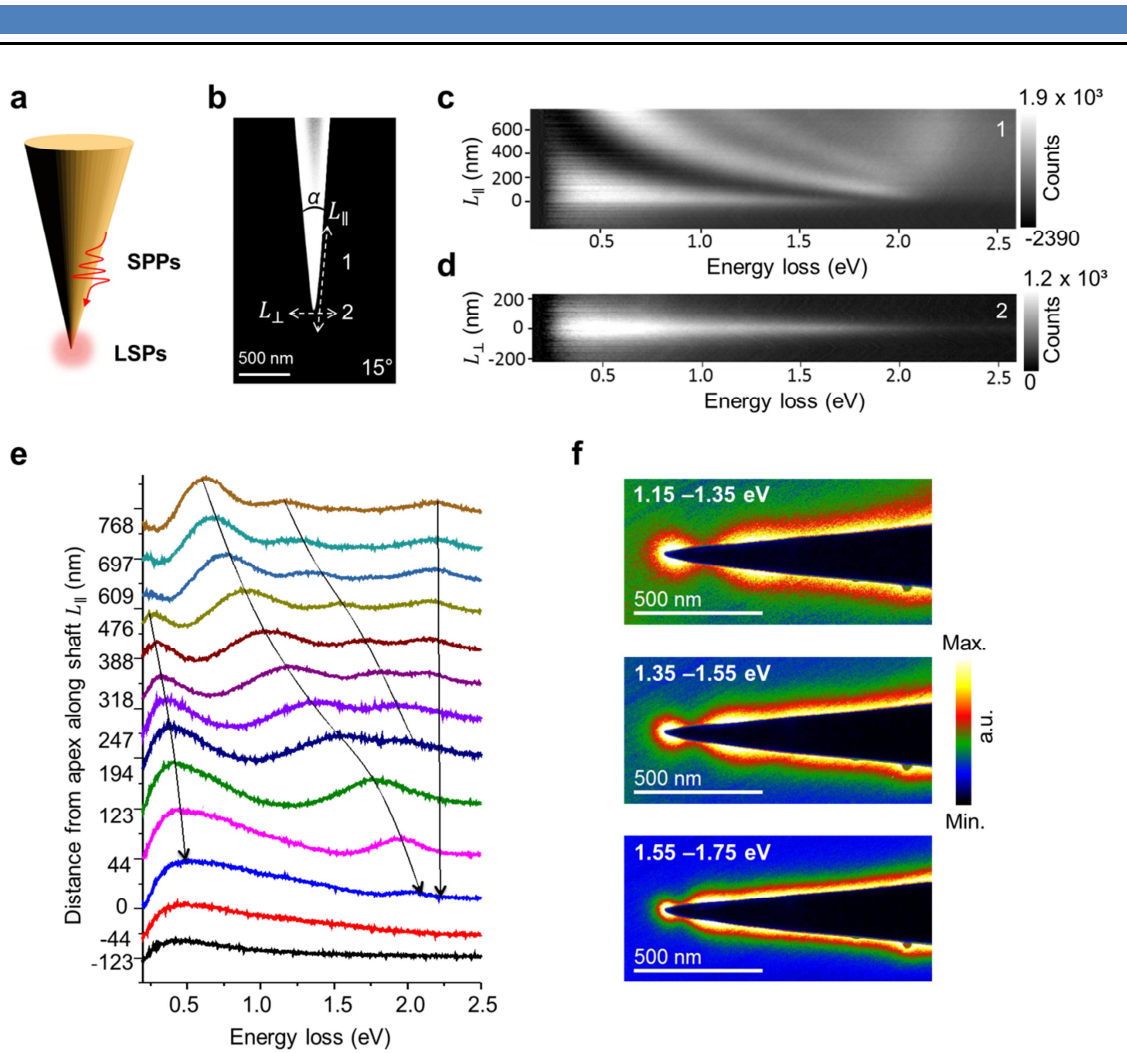 a
SPPs
LSPs
b
α
L∥
1
L⊥
2
500 nm
15°
c
1.9 x 10³
1
L∥ (nm)
600
400
200
0
Counts
0.5 1.0 1.5 2.0 2.5
-2390
Energy loss (eV)
d
1.2 x 10³
2
L⊥ (nm)
200
0
-200
Counts
0
0.5 1.0 1.5 2.0 2.5
Energy loss (eV)
e
Distance from apex along shaft L∥ (nm)
768
697
609
476
388
318
247
194
123
44
0
-44
-123
0.5 1.0 1.5 2.0 2.5
Energy loss (eV)
f
1.15 –1.35 eV
500 nm
1.35 –1.55 eV
500 nm
1.55 –1.75 eV
500 nm
Max.
a.u.
Min.